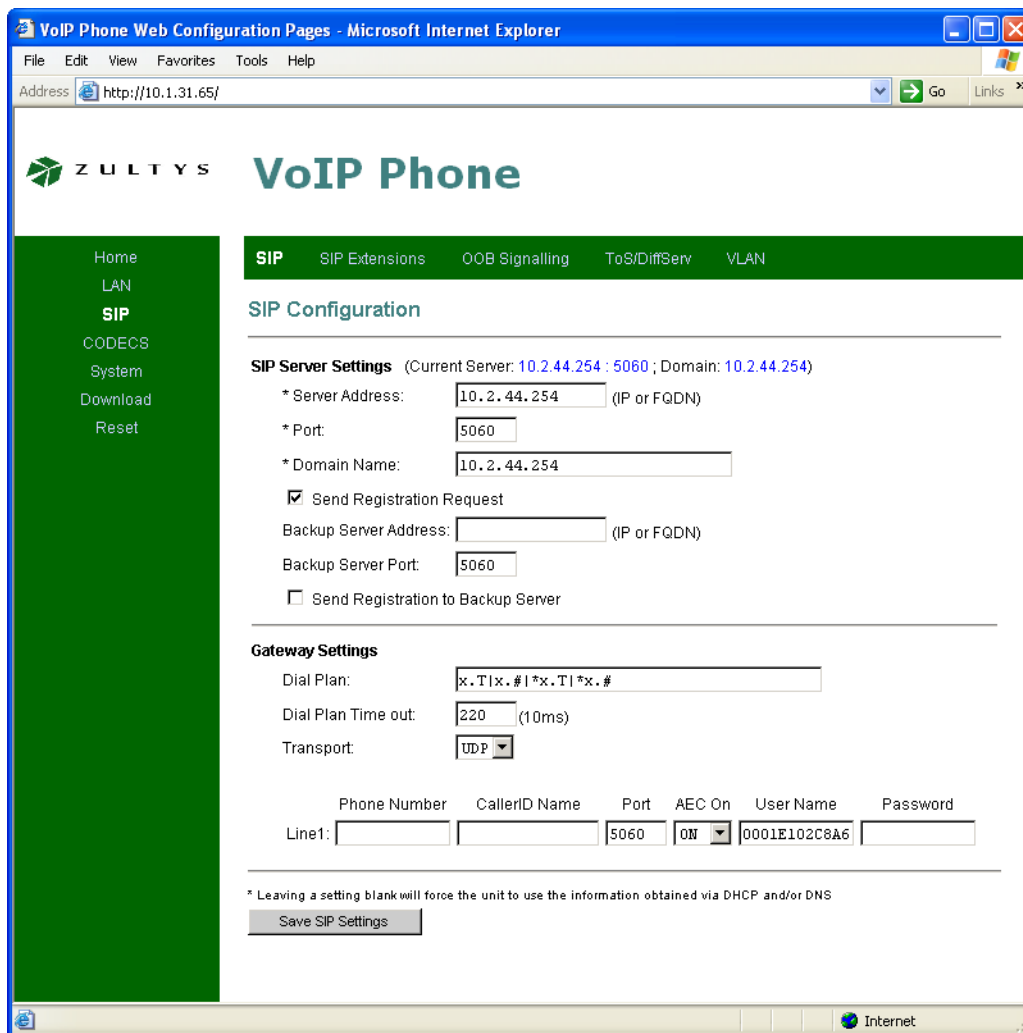 VoIP Phone Web Configuration Pages - Microsoft Internet Explorer
File Edit View Favorites Tools Help
Address http://10.1.31.65/ Go Links »
ZULTYS VoIP Phone
Home
LAN
SIP
CODECS
System
Download
Reset
SIP SIP Extensions OOB Signalling ToS/DiffServ VLAN
SIP Configuration
SIP Server Settings (Current Server: 10.2.44.254 : 5060 ; Domain: 10.2.44.254)
* Server Address: 10.2.44.254 (IP or FQDN)
* Port: 5060
* Domain Name: 10.2.44.254
Send Registration Request
Backup Server Address: (IP or FQDN)
Backup Server Port: 5060
Send Registration to Backup Server
Gateway Settings
Dial Plan: x.T|x.#|*x.T|*x.#
Dial Plan Time out: 220 (10ms)
Transport: UDP
Phone Number CallerID Name Port AEC On User Name Password
Line1: 5060 ON 0001E102C8A6
* Leaving a setting blank will force the unit to use the information obtained via DHCP and/or DNS
Save SIP Settings
Internet